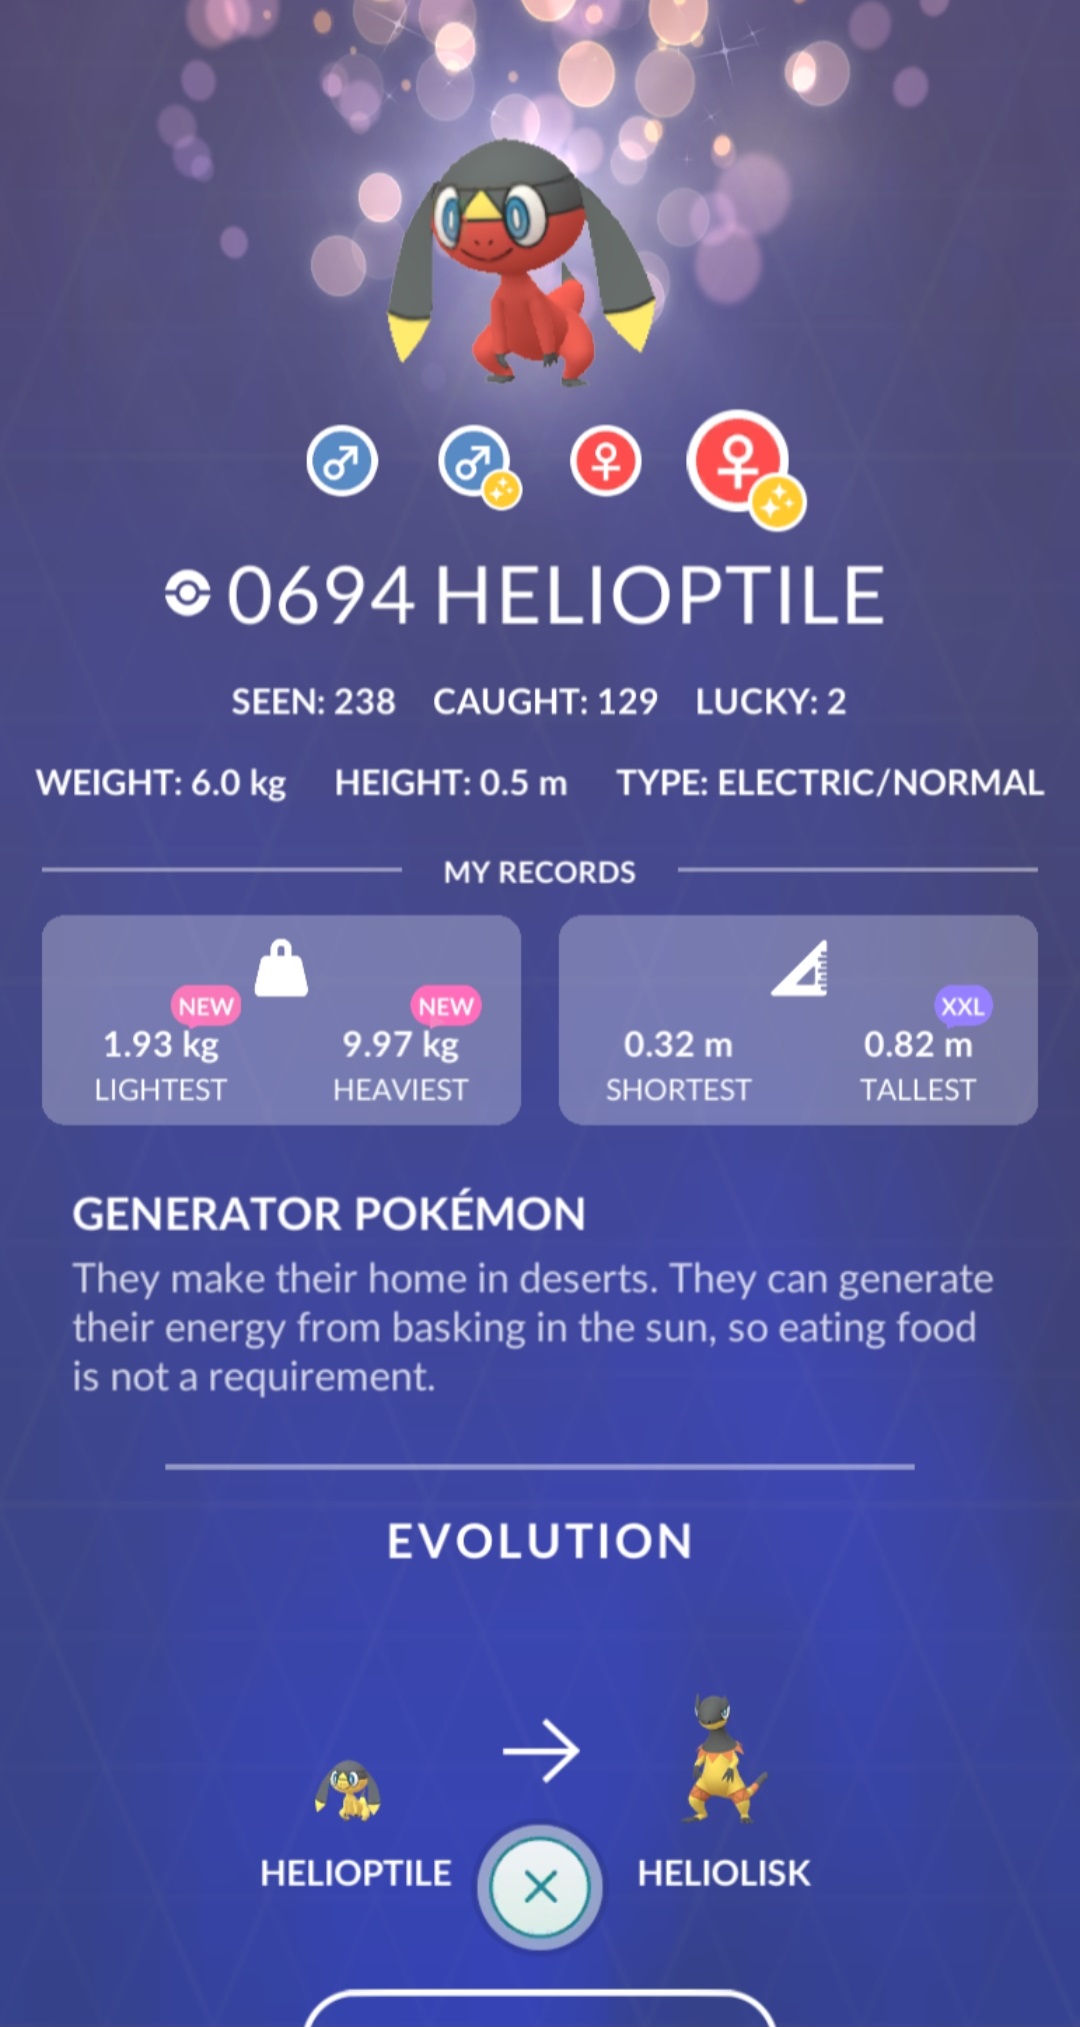 0694 HELIOPTILE
SEEN: 238 CAUGHT: 129 LUCKY: 2
WEIGHT: 6.0 kg HEIGHT: 0.5 m TYPE: ELECTRIC/NORMAL
MY RECORDS
NEW NEW XXL
1.93 kg 9.97 kg 0.32 m 0.82 m
LIGHTEST HEAVIEST SHORTEST TALLEST
GENERATOR POKÉMON
They make their home in deserts. They can generate
their energy from basking in the sun, so eating food
is not a requirement.
EVOLUTION
HELIOPTILE HELIOLISK